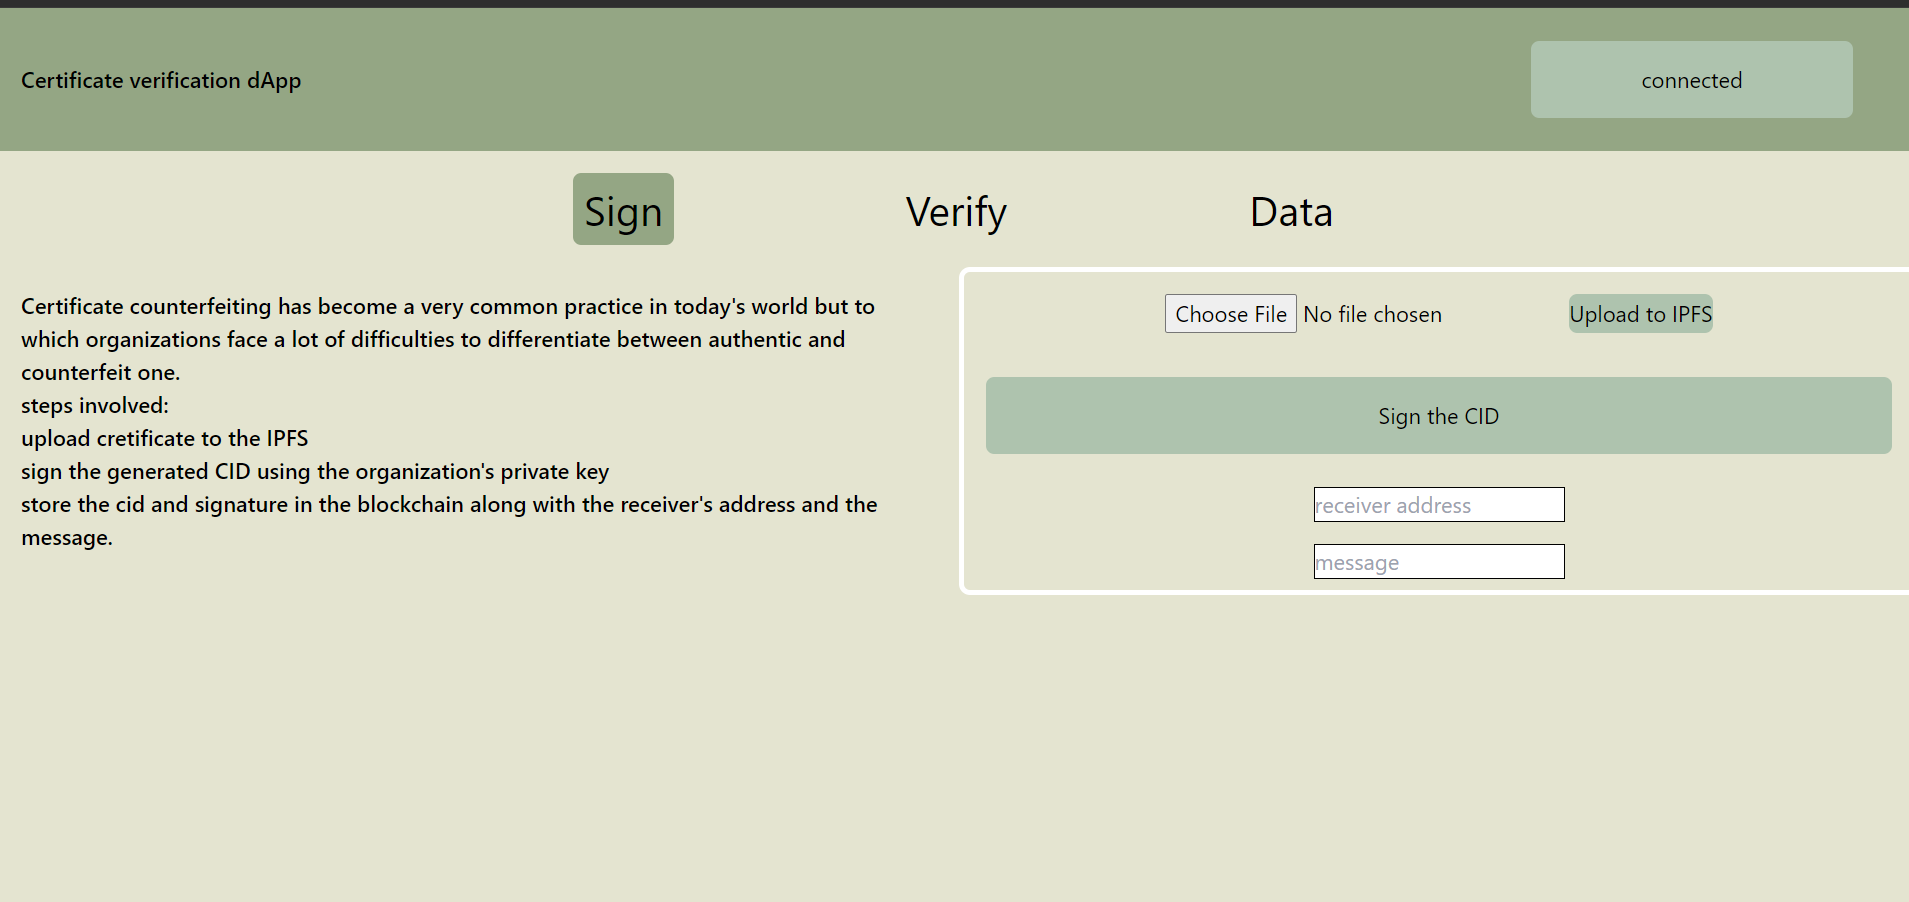 Certificate verification dApp
connected
Sign
Verify
Data
Certificate counterfeiting has become a very common practice in today's world but to
which organizations face a lot of difficulties to differentiate between authentic and
counterfeit one.
steps involved:
upload cretificate to the IPFS
sign the generated CID using the organization's private key
store the cid and signature in the blockchain along with the receiver's address and the
message.
Choose File No file chosen
Upload to IPFS
Sign the CID
receiver address
message